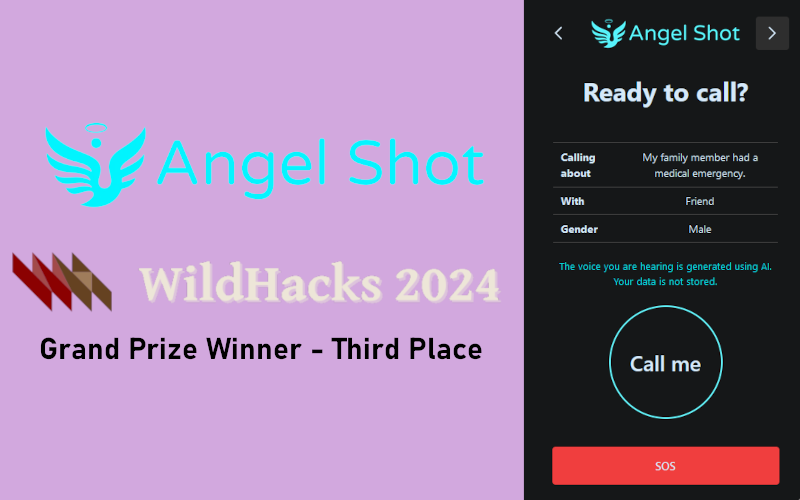 Angel Shot
WildHacks 2024
Grand Prize Winner - Third Place
Angel Shot
Ready to call?
Calling about
My family member had a
medical emergency.
With Friend
Gender Male
The voice you are hearing is generated using AI.
Your data is not stored.
Call me
SOS